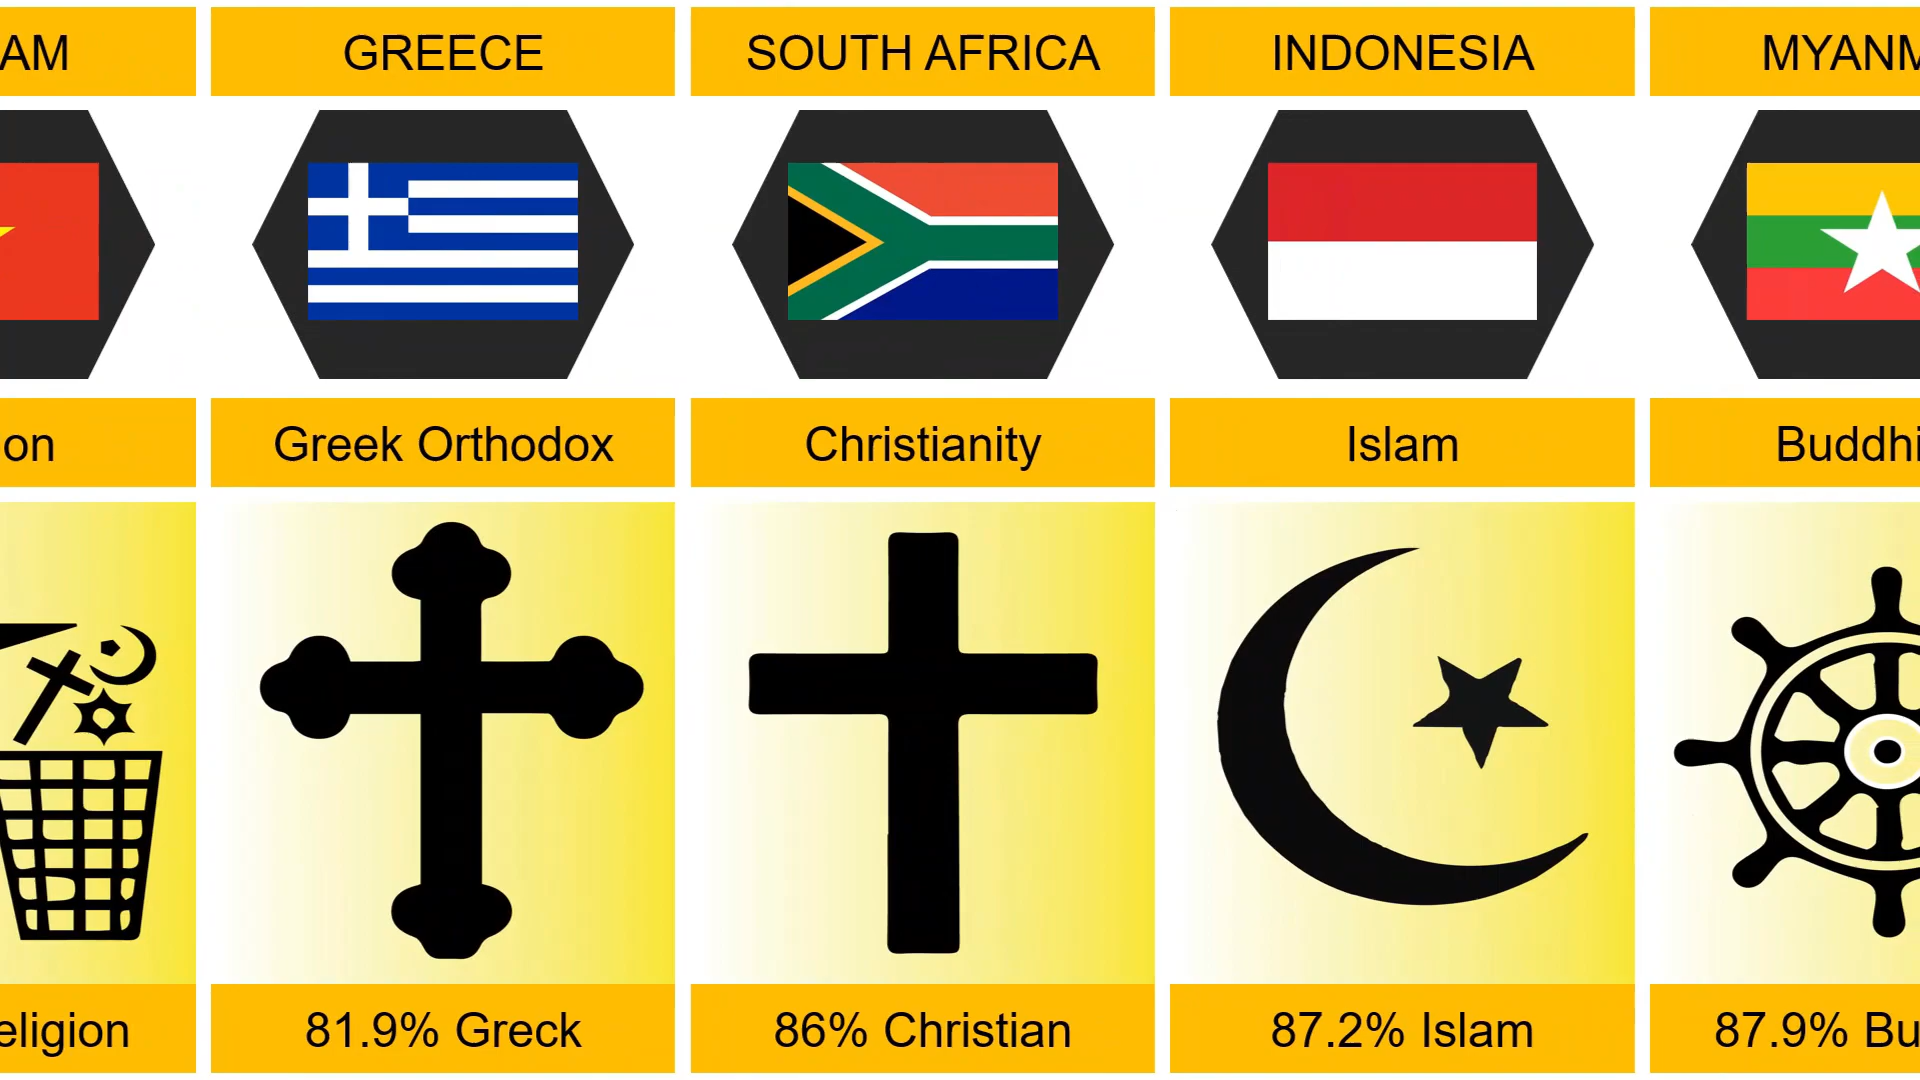 AM
GREECE
SOUTH AFRICA
INDONESIA
MYANM
on
Greek Orthodox
Christianity
Islam
Buddhi
eligion
81.9% Greck
86% Christian
87.2% Islam
87.9% Bu